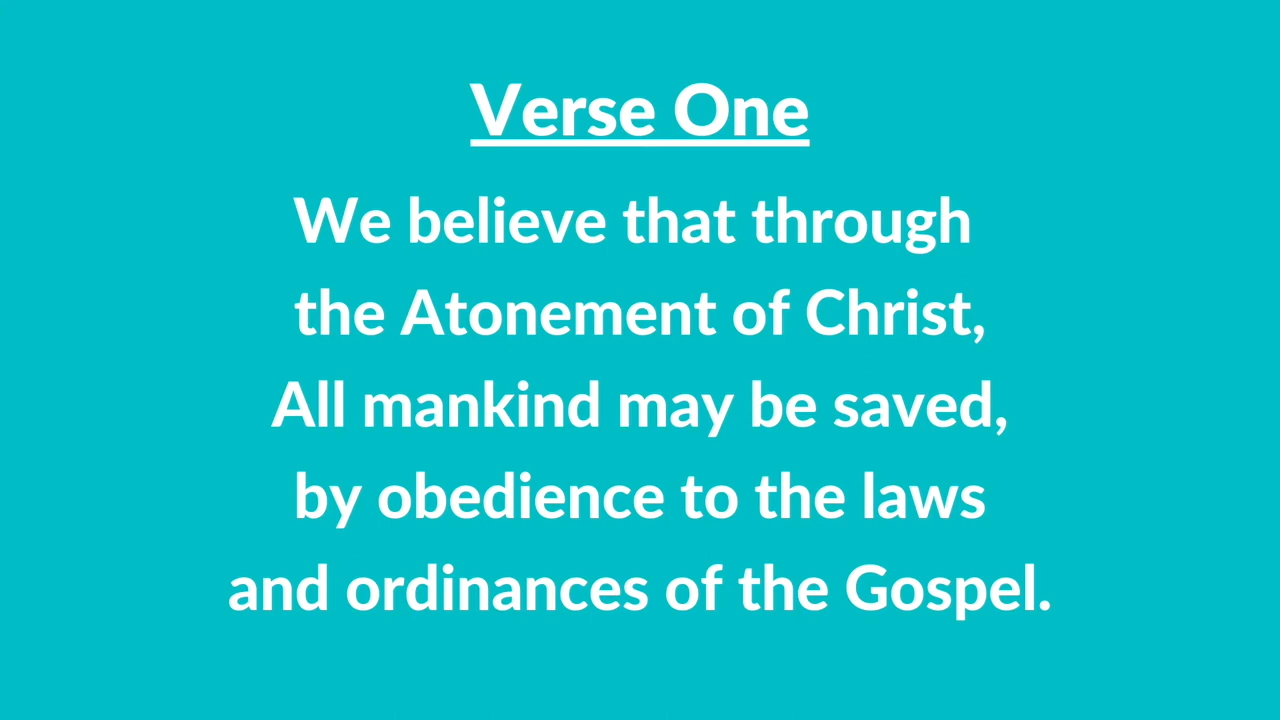 Verse One
We believe that through
the Atonement of Christ,
All mankind may be saved,
by obedience to the laws
and ordinances of the Gospel.